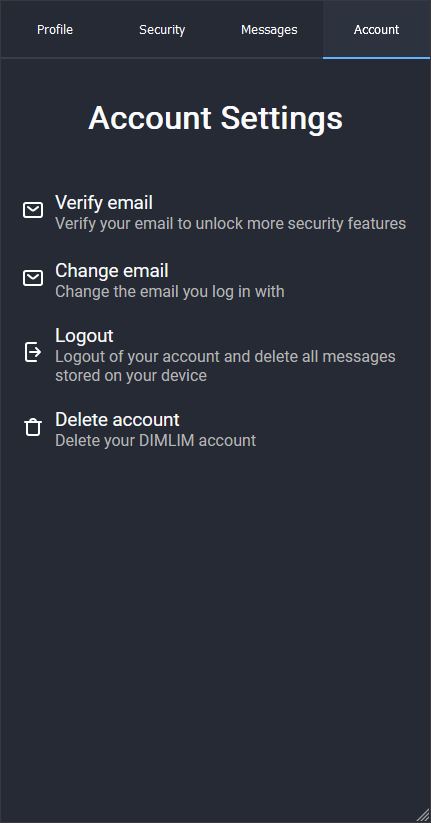 Profile Security Messages Account
Account Settings
Verify email
Verify your email to unlock more security features
Change email
Change the email you log in with
Logout
Logout of your account and delete all messages
stored on your device
Delete account
Delete your DIMLIM account